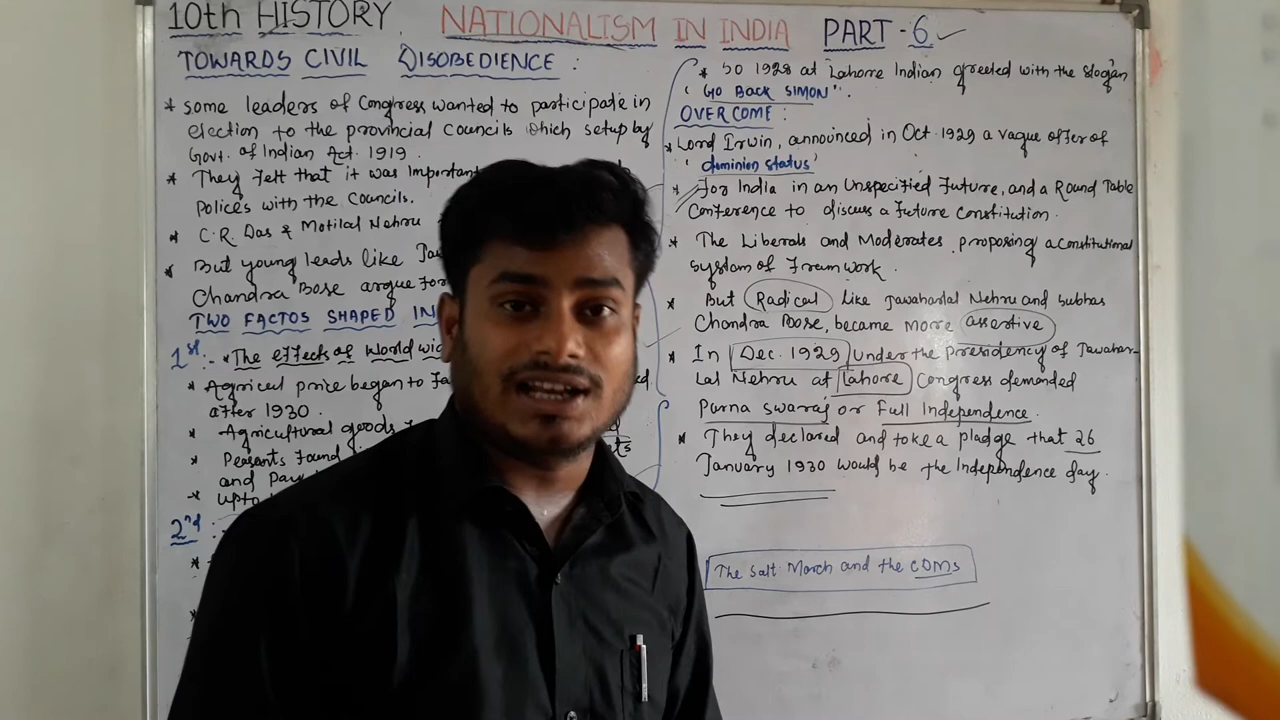 10th HISTORY. NATIONALISM IN INDIA PART-6
TOWARDS CIVIL DISOBEDIENCE :
* some leaders of Congress wanted to participate in
election to the provincial Councils which setup by
Govt. of Indian Act. 1919.
* They Felt that it was Important
Polices with the Councils.
* C.R. Das & Motilal Nehru
* But young leads like
Chandra Bose argue for
TWO FACTOS SHAPED IN
1st :- * The effects of World
* Agricul price began to
after 1930.
* Agricultural goods
* Peasants Found
and
* upto
2nd :-
* So 1928 at Lahore Indian greeted with the slogan
' GO BACK SIMON".
OVER COME :
* Lord Irwin, announced in Oct 1929 a vague offer of
' dominion status'
* for India in an Unspecified Future, and a Round Table
Conference to discuss a Future Constitution.
* The Liberals and Moderates proposing a constitutional
system of Framwork.
* But Radical like Jawaharlal Nehru and Subhas
Chandra Bose, became more assertive
* In Dec. 1929 Under the presidency of Jawahar-
Lal Nehru at Lahore Congress demanded
Purna swaraj or Full Independence.
* They declared and take a pladge that 26
January 1930 would be the Independence day.
The Salt March and the CDMs